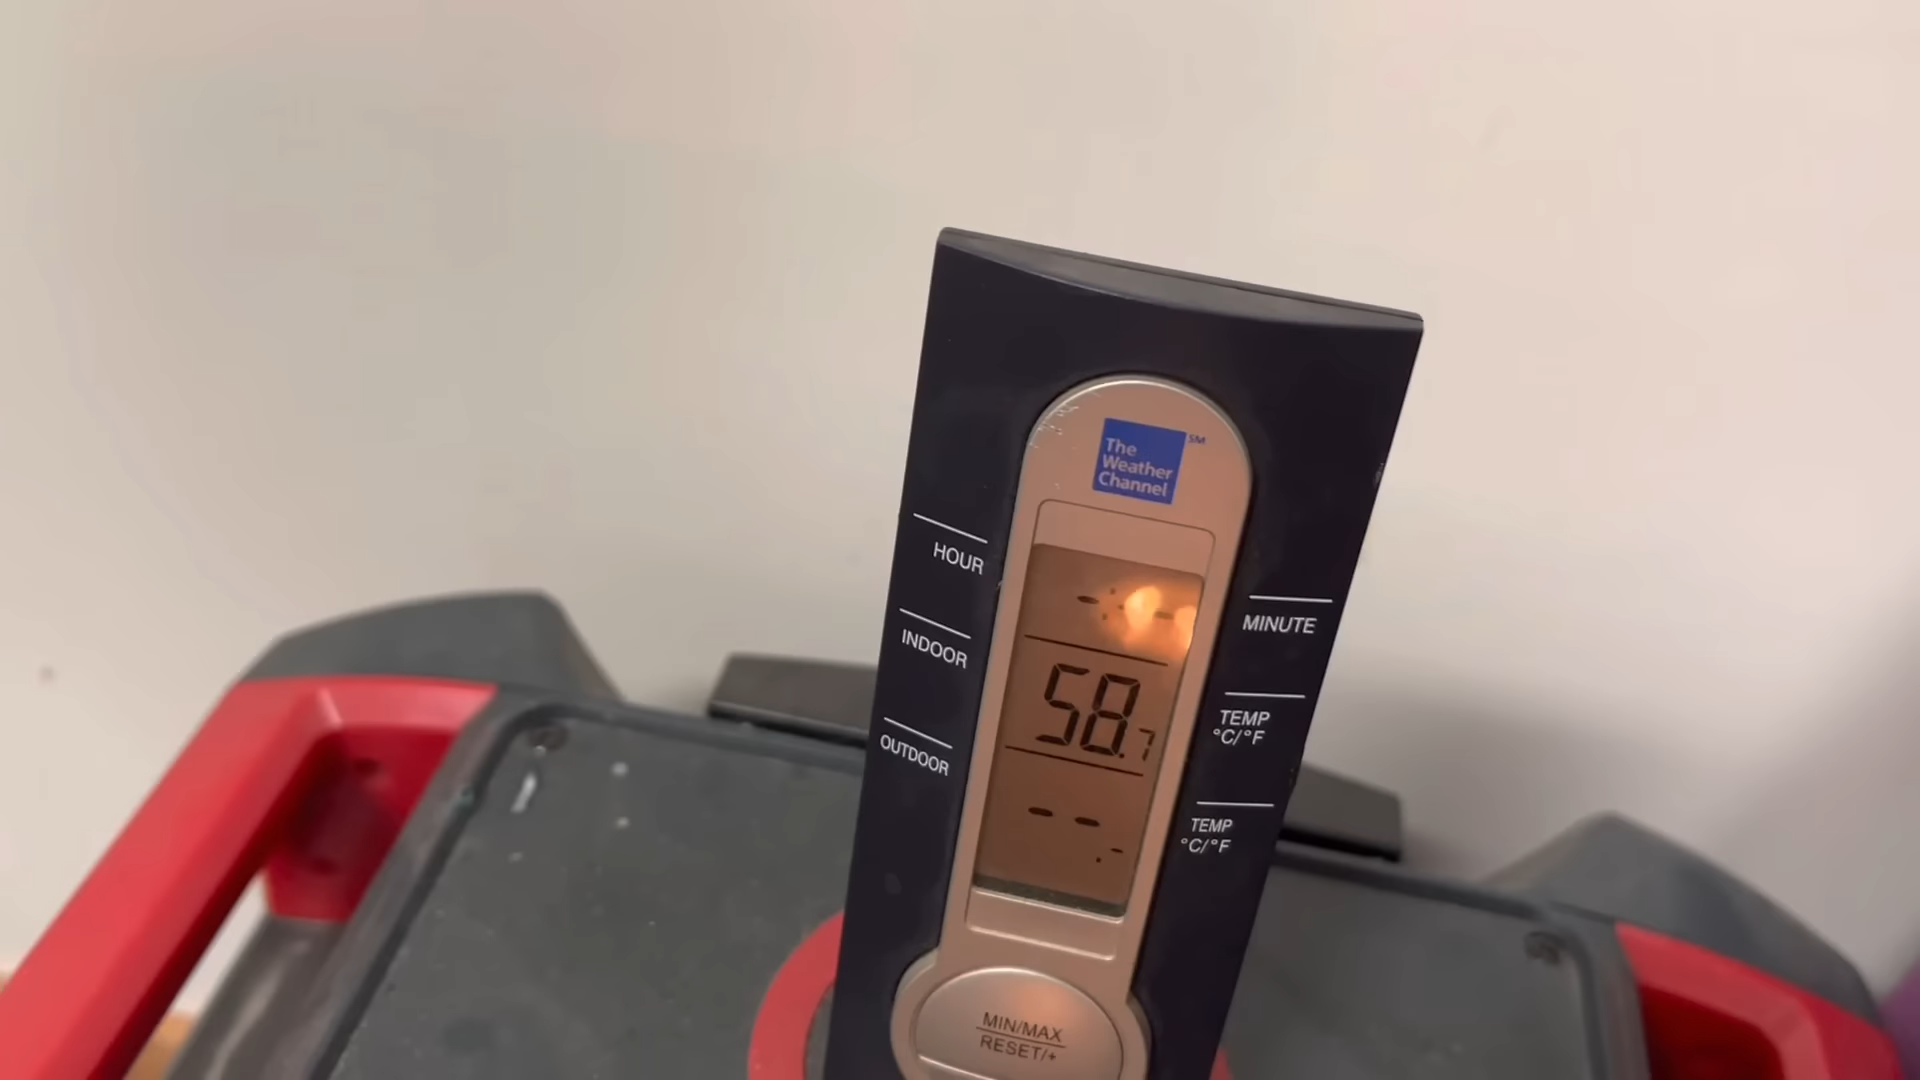 The
Weather
Channel
SM
HOUR
MINUTE
- : -
INDOOR
58.7
TEMP
°C/°F
OUTDOOR
- -.-
TEMP
°C/°F
MIN/MAX
RESET/+